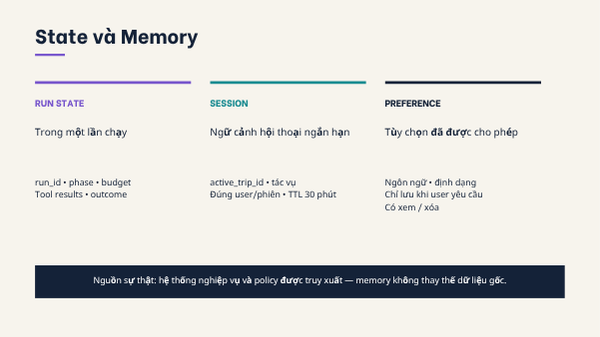 State và Memory
RUN STATE
Trong một lần chạy
run_id • phase • budget
Tool results • outcome
SESSION
Ngữ cảnh hội thoại ngắn hạn
active_trip_id • tác vụ
Đúng user/phiên • TTL 30 phút
PREFERENCE
Tùy chọn đã được cho phép
Ngôn ngữ • định dạng
Chỉ lưu khi user yêu cầu
Có xem / xóa
Nguồn sự thật: hệ thống nghiệp vụ và policy được truy xuất — memory không thay thế dữ liệu gốc.